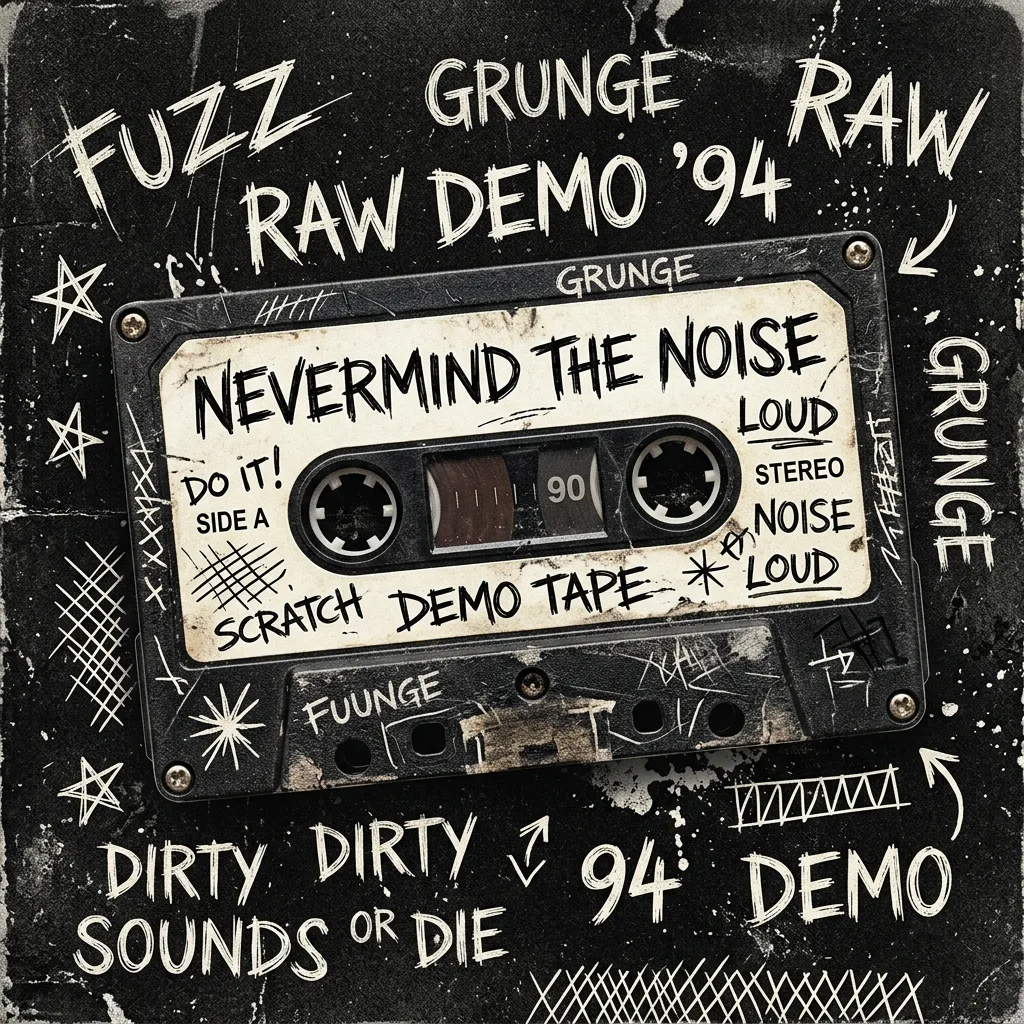 FUZZ
GRUNGE
RAW
RAW DEMO '94
GRUNGE
NEVERMIND THE NOISE
LOUD
DO IT!
SIDE A
90
STEREO
NOISE
LOUD
SCRATCH
DEMO TAPE
GRUNGE
FUUNGE
DIRTY DIRTY
94
DEMO
SOUNDS OR DIE